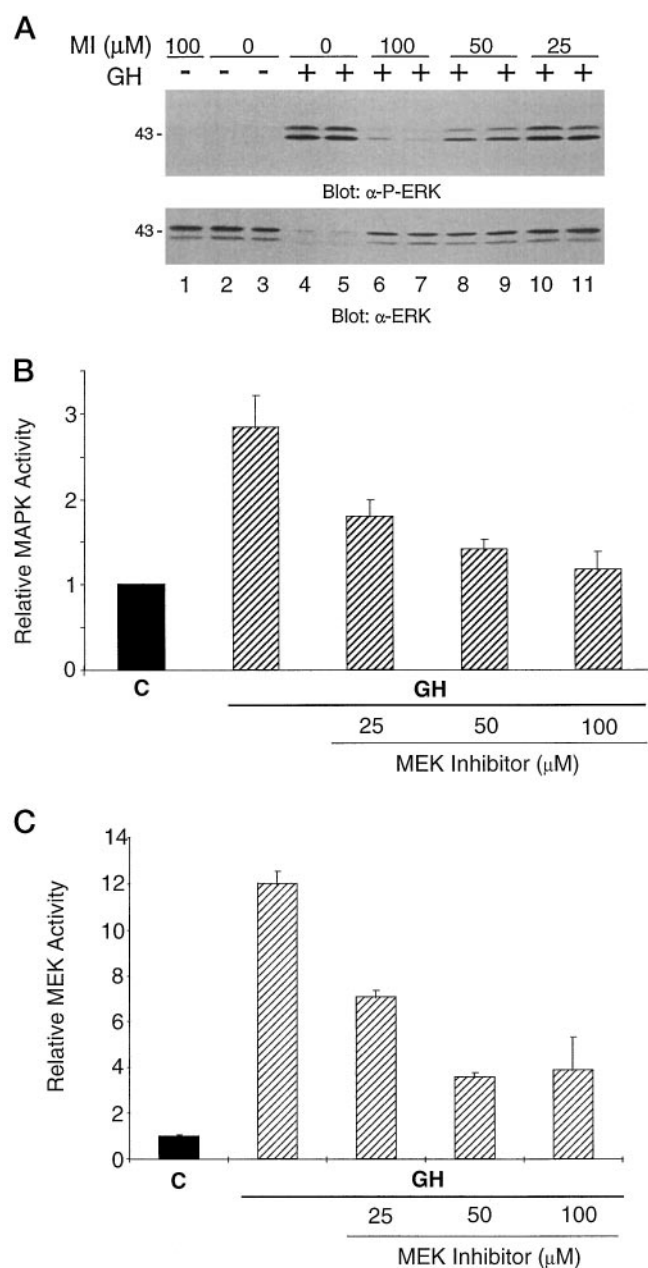 A
MI (μM) 100 0 0 100 50 25
GH - - - + + + + + + + +
43 -
Blot: α-P-ERK
43 -
1 2 3 4 5 6 7 8 9 10 11
Blot: α-ERK
B
Relative MAPK Activity
3
2
1
0
C
GH
25 50 100
MEK Inhibitor (μM)
C
Relative MEK Activity
14
12
10
8
6
4
2
0
C
GH
25 50 100
MEK Inhibitor (μM)